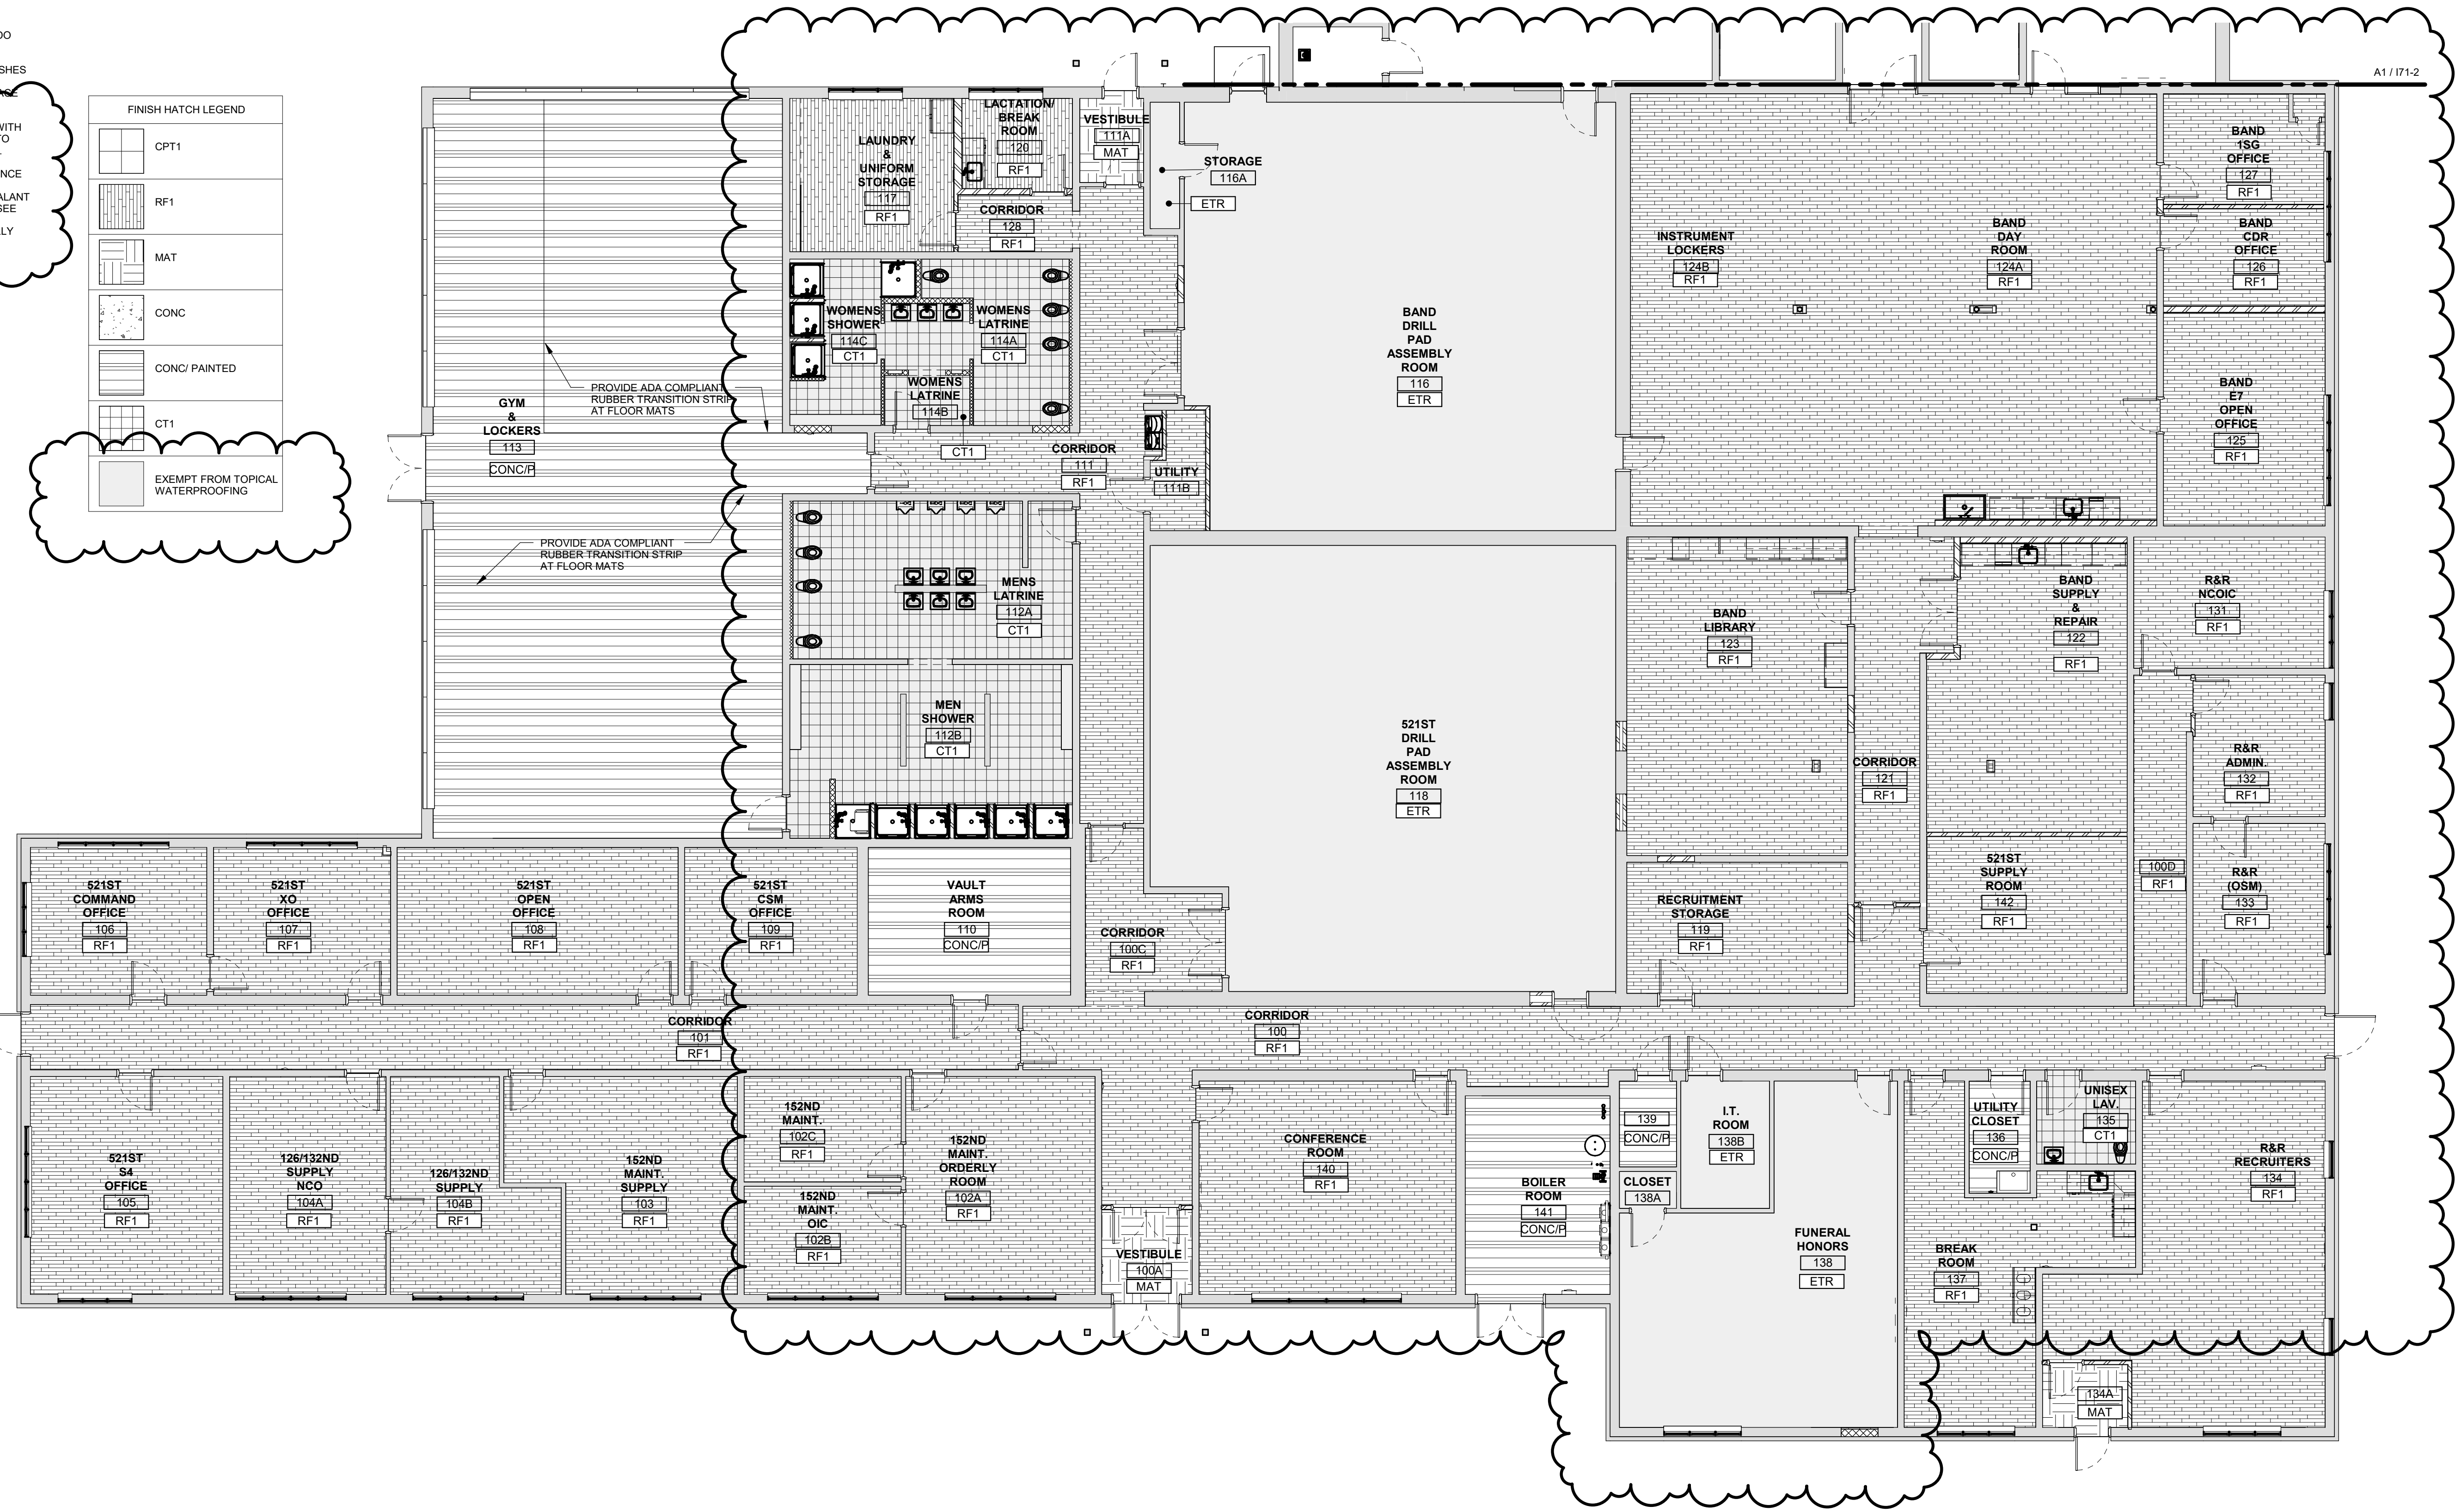 DO
SHES
AGE
WITH
TO
NCE
ALANT
SEE
LLY
FINISH HATCH LEGEND
CPT1
RF1
MAT
CONC
CONC/ PAINTED
CT1
EXEMPT FROM TOPICAL
WATERPROOFING
A1 / I71-2
LAUNDRY
&
UNIFORM
STORAGE
117
RF1
LACTATION/
BREAK
ROOM
120
RF1
VESTIBULE
111A
MAT
STORAGE
116A
ETR
CORRIDOR
128
RF1
WOMENS
SHOWER
114C
CT1
WOMENS
LATRINE
114A
CT1
WOMENS
LATRINE
114B
CT1
PROVIDE ADA COMPLIANT
RUBBER TRANSITION STRIP
AT FLOOR MATS
GYM
&
LOCKERS
113
CONC/P
PROVIDE ADA COMPLIANT
RUBBER TRANSITION STRIP
AT FLOOR MATS
CORRIDOR
111
RF1
UTILITY
111B
BAND
DRILL
PAD
ASSEMBLY
ROOM
116
ETR
INSTRUMENT
LOCKERS
124B
RF1
BAND
DAY
ROOM
124A
RF1
BAND
1SG
OFFICE
127
RF1
BAND
CDR
OFFICE
126
RF1
BAND
E7
OPEN
OFFICE
125
RF1
MENS
LATRINE
112A
CT1
MEN
SHOWER
112B
CT1
521ST
DRILL
PAD
ASSEMBLY
ROOM
118
ETR
BAND
LIBRARY
123
RF1
BAND
SUPPLY
&
REPAIR
122
RF1
R&R
NCOIC
131
RF1
R&R
ADMIN.
132
RF1
CORRIDOR
121
RF1
521ST
COMMAND
OFFICE
106
RF1
521ST
XO
OFFICE
107
RF1
521ST
OPEN
OFFICE
108
RF1
521ST
CSM
OFFICE
109
RF1
VAULT
ARMS
ROOM
110
CONC/P
CORRIDOR
100C
RF1
RECRUITMENT
STORAGE
119
RF1
521ST
SUPPLY
ROOM
142
RF1
100D
RF1
R&R
(OSM)
133
RF1
CORRIDOR
101
RF1
CORRIDOR
100
RF1
521ST
S4
OFFICE
105
RF1
126/132ND
SUPPLY
NCO
104A
RF1
126/132ND
SUPPLY
104B
RF1
152ND
MAINT.
SUPPLY
103
RF1
152ND
MAINT.
102C
RF1
152ND
MAINT.
OIC
102B
RF1
152ND
MAINT.
ORDERLY
ROOM
102A
RF1
VESTIBULE
100A
MAT
CONFERENCE
ROOM
140
RF1
BOILER
ROOM
141
CONC/P
139
CONC/P
CLOSET
138A
I.T.
ROOM
138B
ETR
FUNERAL
HONORS
138
ETR
UTILITY
CLOSET
136
CONC/P
UNISEX
LAV.
135
CT1
BREAK
ROOM
137
RF1
R&R
RECRUITERS
134
RF1
134A
MAT